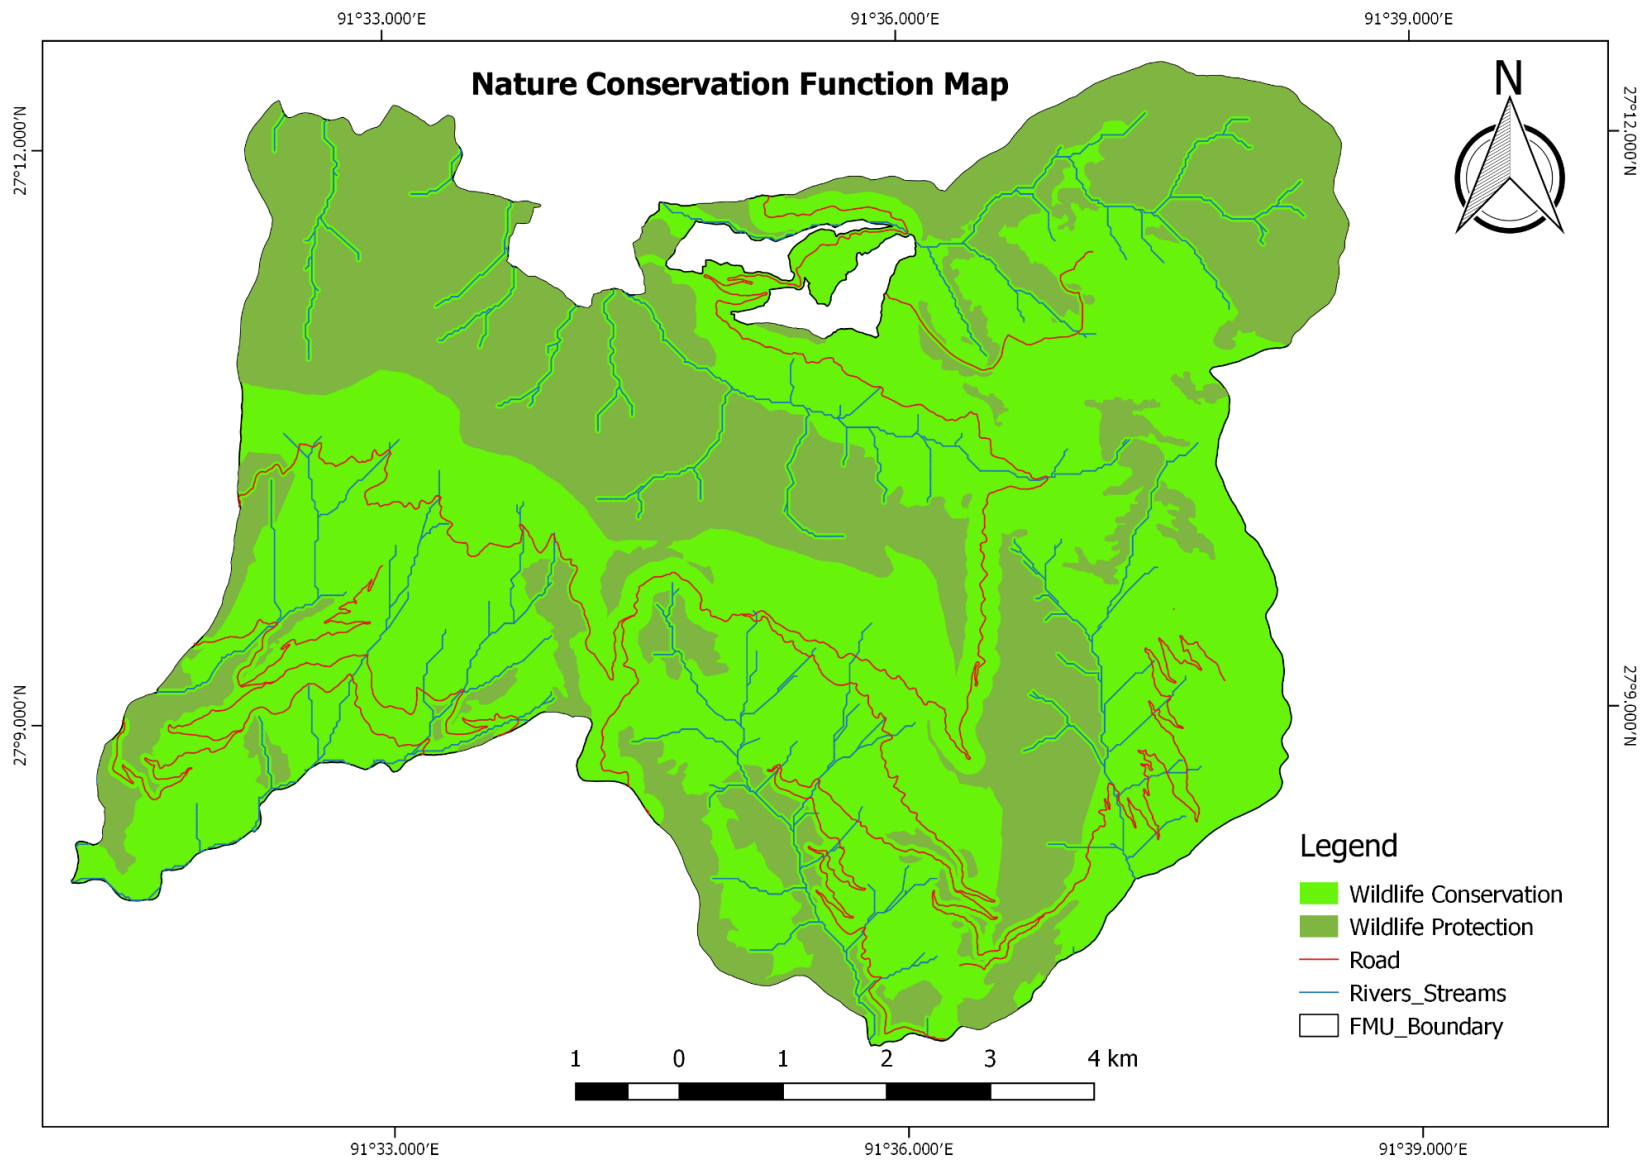 91°33.000′E 91°36.000′E 91°39.000′E
Nature Conservation Function Map
N
27°12.000′N
27°12.000′N
27°9.000′N
27°9.000′N
Legend
Wildlife Conservation
Wildlife Protection
Road
Rivers_Streams
FMU_Boundary
1 0 1 2 3 4 km
91°33.000′E 91°36.000′E 91°39.000′E